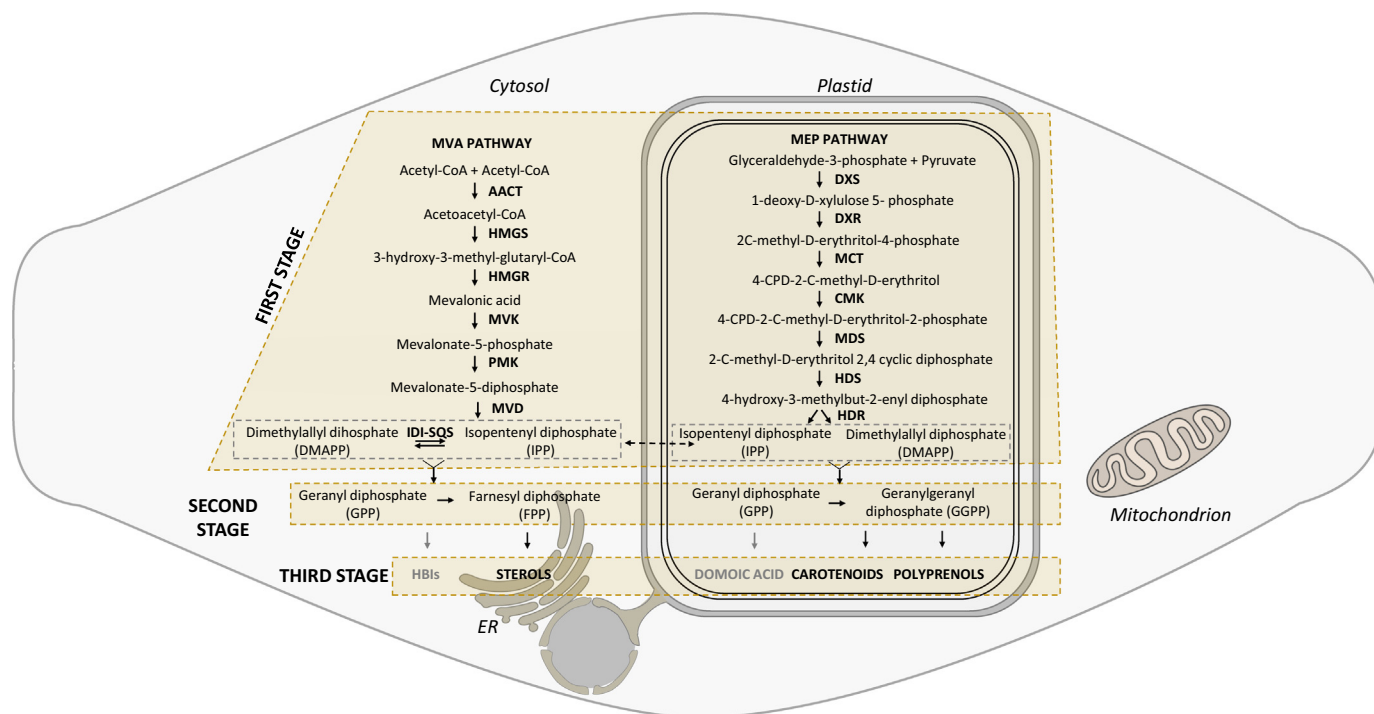 Cytosol
Plastid
FIRST STAGE
MVA PATHWAY
Acetyl-CoA + Acetyl-CoA
AACT
Acetoacetyl-CoA
HMGS
3-hydroxy-3-methyl-glutaryl-CoA
HMGR
Mevalonic acid
MVK
Mevalonate-5-phosphate
PMK
Mevalonate-5-diphosphate
MVD
Dimethylallyl dihosphate
(DMAPP)
IDI-SQS
Isopentenyl diphosphate
(IPP)
MEP PATHWAY
Glyceraldehyde-3-phosphate + Pyruvate
DXS
1-deoxy-D-xylulose 5- phosphate
DXR
2C-methyl-D-erythritol-4-phosphate
MCT
4-CPD-2-C-methyl-D-erythritol
CMK
4-CPD-2-C-methyl-D-erythritol-2-phosphate
MDS
2-C-methyl-D-erythritol 2,4 cyclic diphosphate
HDS
4-hydroxy-3-methylbut-2-enyl diphosphate
HDR
Isopentenyl diphosphate
(IPP)
Dimethylallyl diphosphate
(DMAPP)
SECOND
STAGE
Geranyl diphosphate
(GPP)
Farnesyl diphosphate
(FPP)
Geranyl diphosphate
(GPP)
Geranylgeranyl
diphosphate (GGPP)
THIRD STAGE
HBIs
STEROLS
DOMOIC ACID
CAROTENOIDS
POLYPRENOLS
ER
Mitochondrion